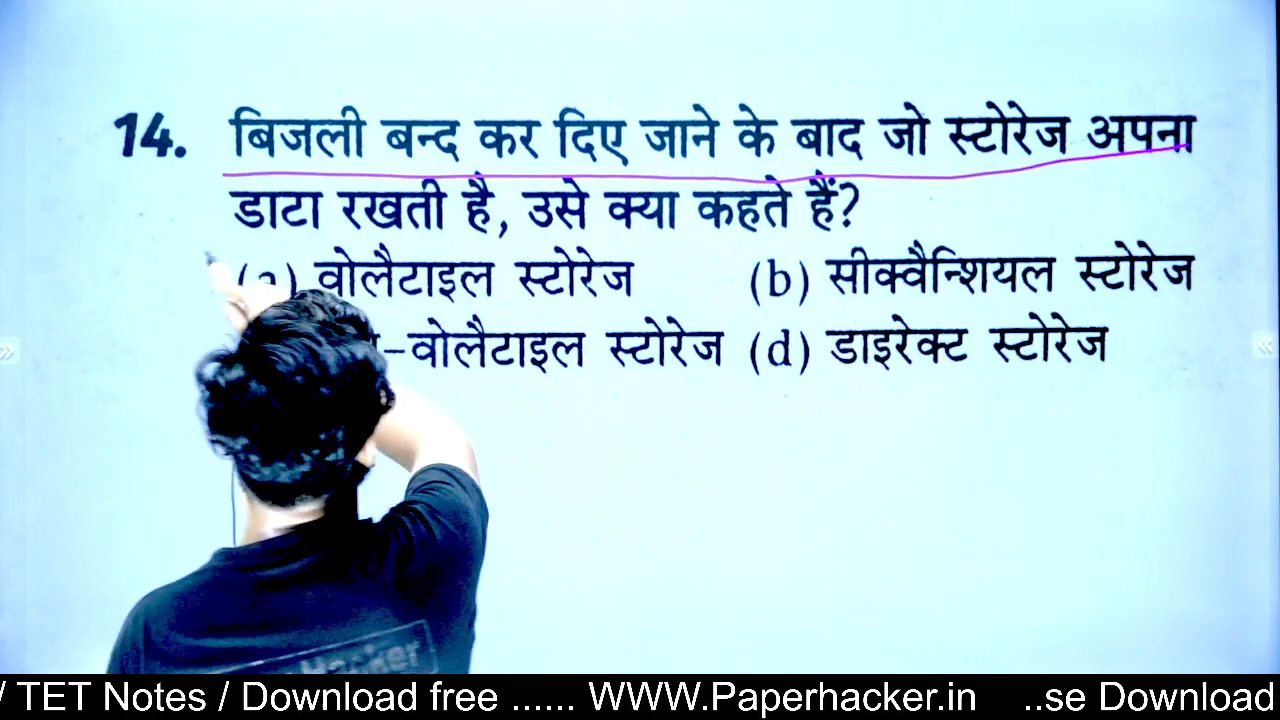 14. बिजली बन्द कर दिए जाने के बाद जो स्टोरेज अपना
डाटा रखती है, उसे क्या कहते हैं?
(a) वोलैटाइल स्टोरेज (b) सीक्वैन्शियल स्टोरेज
-वोलैटाइल स्टोरेज (d) डाइरेक्ट स्टोरेज
Hacker
/ TET Notes / Download free ...... WWW.Paperhacker.in ..se Download